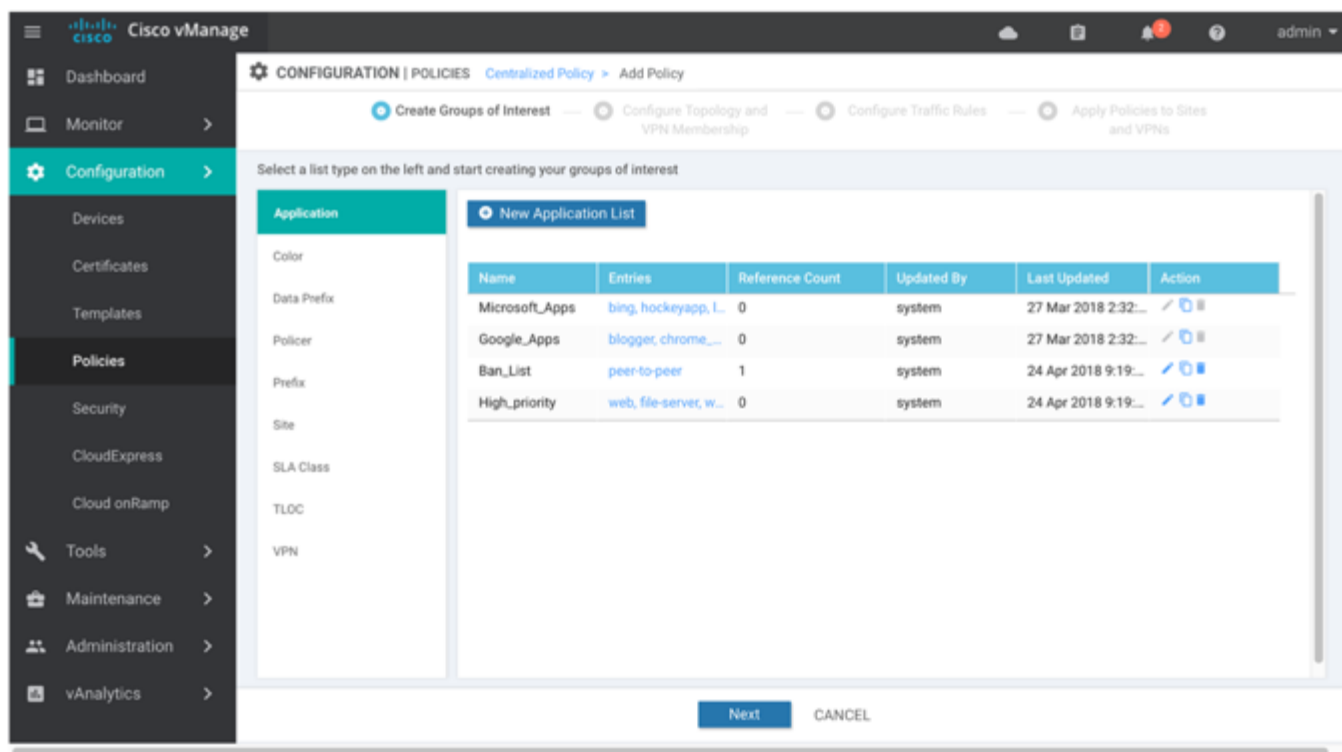 cisco Cisco vManage
2
admin
Dashboard
Monitor
Configuration
Devices
Certificates
Templates
Policies
Security
CloudExpress
Cloud onRamp
Tools
Maintenance
Administration
vAnalytics
CONFIGURATION | POLICIES Centralized Policy > Add Policy
Create Groups of Interest
Configure Topology and
VPN Membership
Configure Traffic Rules
Apply Policies to Sites
and VPNs
Select a list type on the left and start creating your groups of interest
Application
Color
Data Prefix
Policer
Prefix
Site
SLA Class
TLOC
VPN
New Application List
Name Entries Reference Count Updated By Last Updated Action
Microsoft_Apps bing, hockeyapp, l... 0 system 27 Mar 2018 2:32:...
Google_Apps blogger, chrome_... 0 system 27 Mar 2018 2:32:...
Ban_List peer-to-peer 1 system 24 Apr 2018 9:19:...
High_priority web, file-server, w... 0 system 24 Apr 2018 9:19:...
Next CANCEL